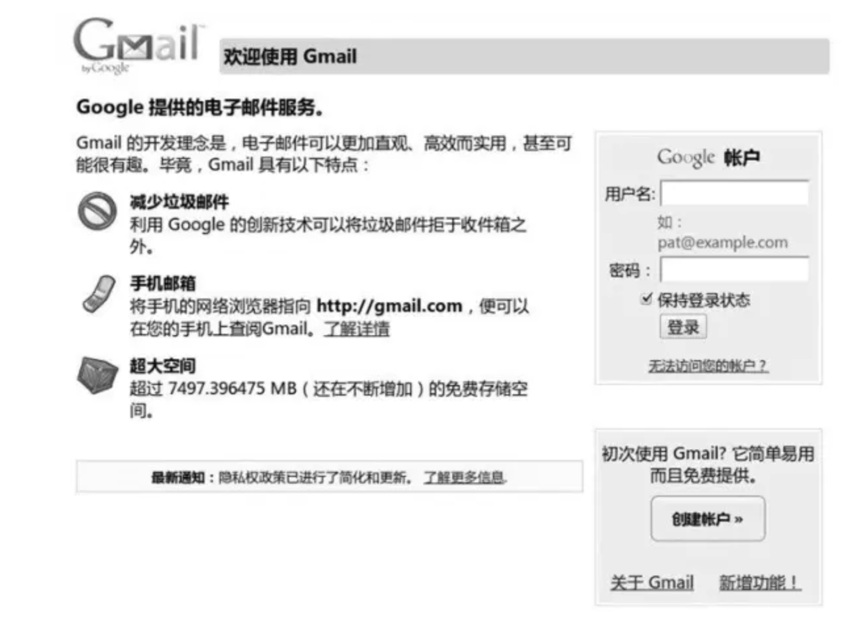 Gmail
by Google
欢迎使用 Gmail
Google 提供的电子邮件服务。
Gmail 的开发理念是，电子邮件可以更加直观、高效而实用，甚至可
能很有趣。毕竟，Gmail 具有以下特点：
减少垃圾邮件
利用 Google 的创新技术可以将垃圾邮件拒于收件箱之
外。
手机邮箱
将手机的网络浏览器指向 http://gmail.com，便可以
在您的手机上查阅Gmail。了解详情
超大空间
超过 7497.396475 MB（还在不断增加）的免费存储空
间。
最新通知：隐私权政策已进行了简化和更新。 了解更多信息.
Google 帐户
用户名:
如：
pat@example.com
密码：
保持登录状态
登录
无法访问您的帐户？
初次使用 Gmail? 它简单易用
而且免费提供。
创建帐户 »
关于 Gmail 新增功能！